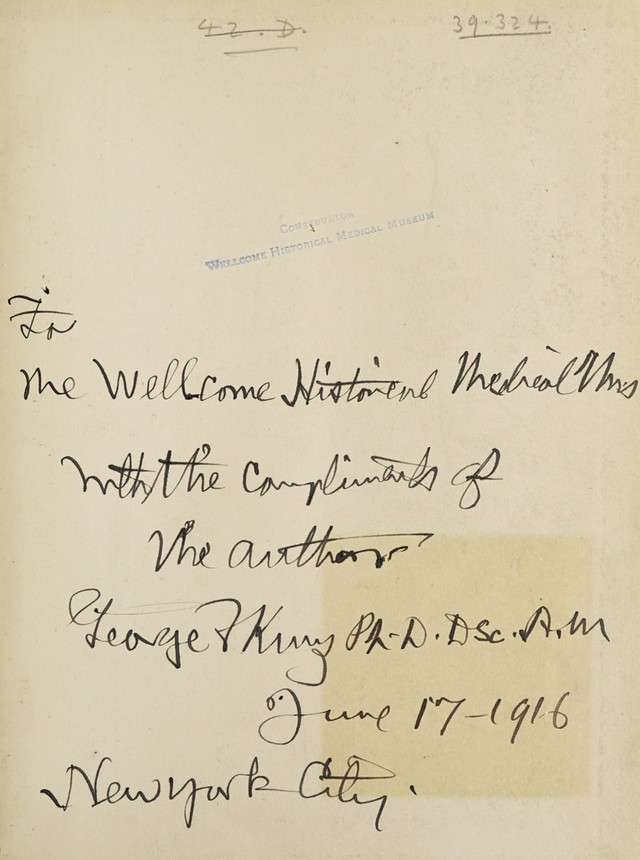 42.D.
39.324.
CONSERVATOR
WELLCOME HISTORICAL MEDICAL MUSEUM
To
The Wellcome Historical Medical Mus
with the Compliments of
the author
George F Kunz Ph.D. DSc. A.M
June 17-1916
New York City.